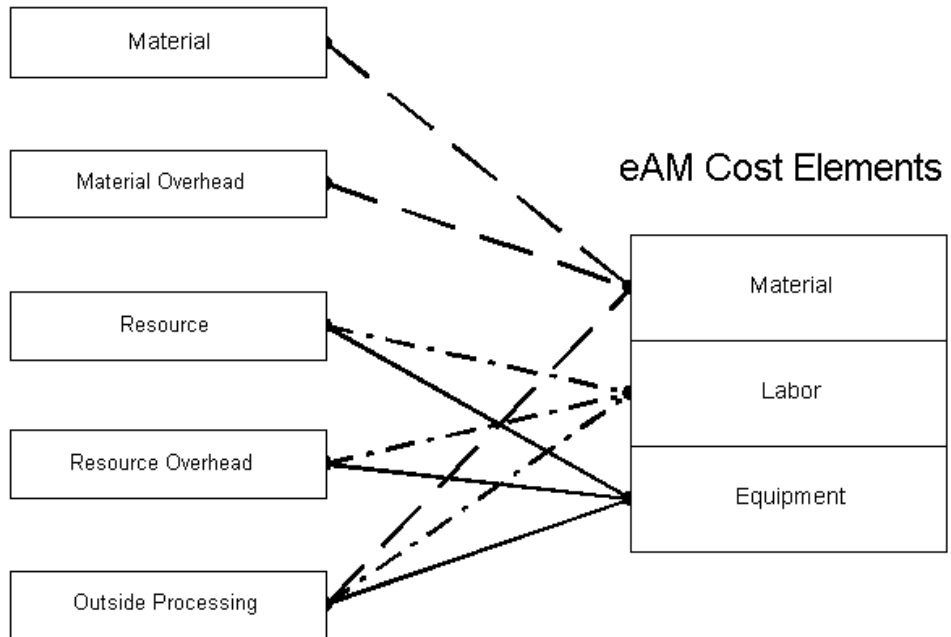 Material
Material Overhead
Resource
Resource Overhead
Outside Processing
eAM Cost Elements
Material
Labor
Equipment